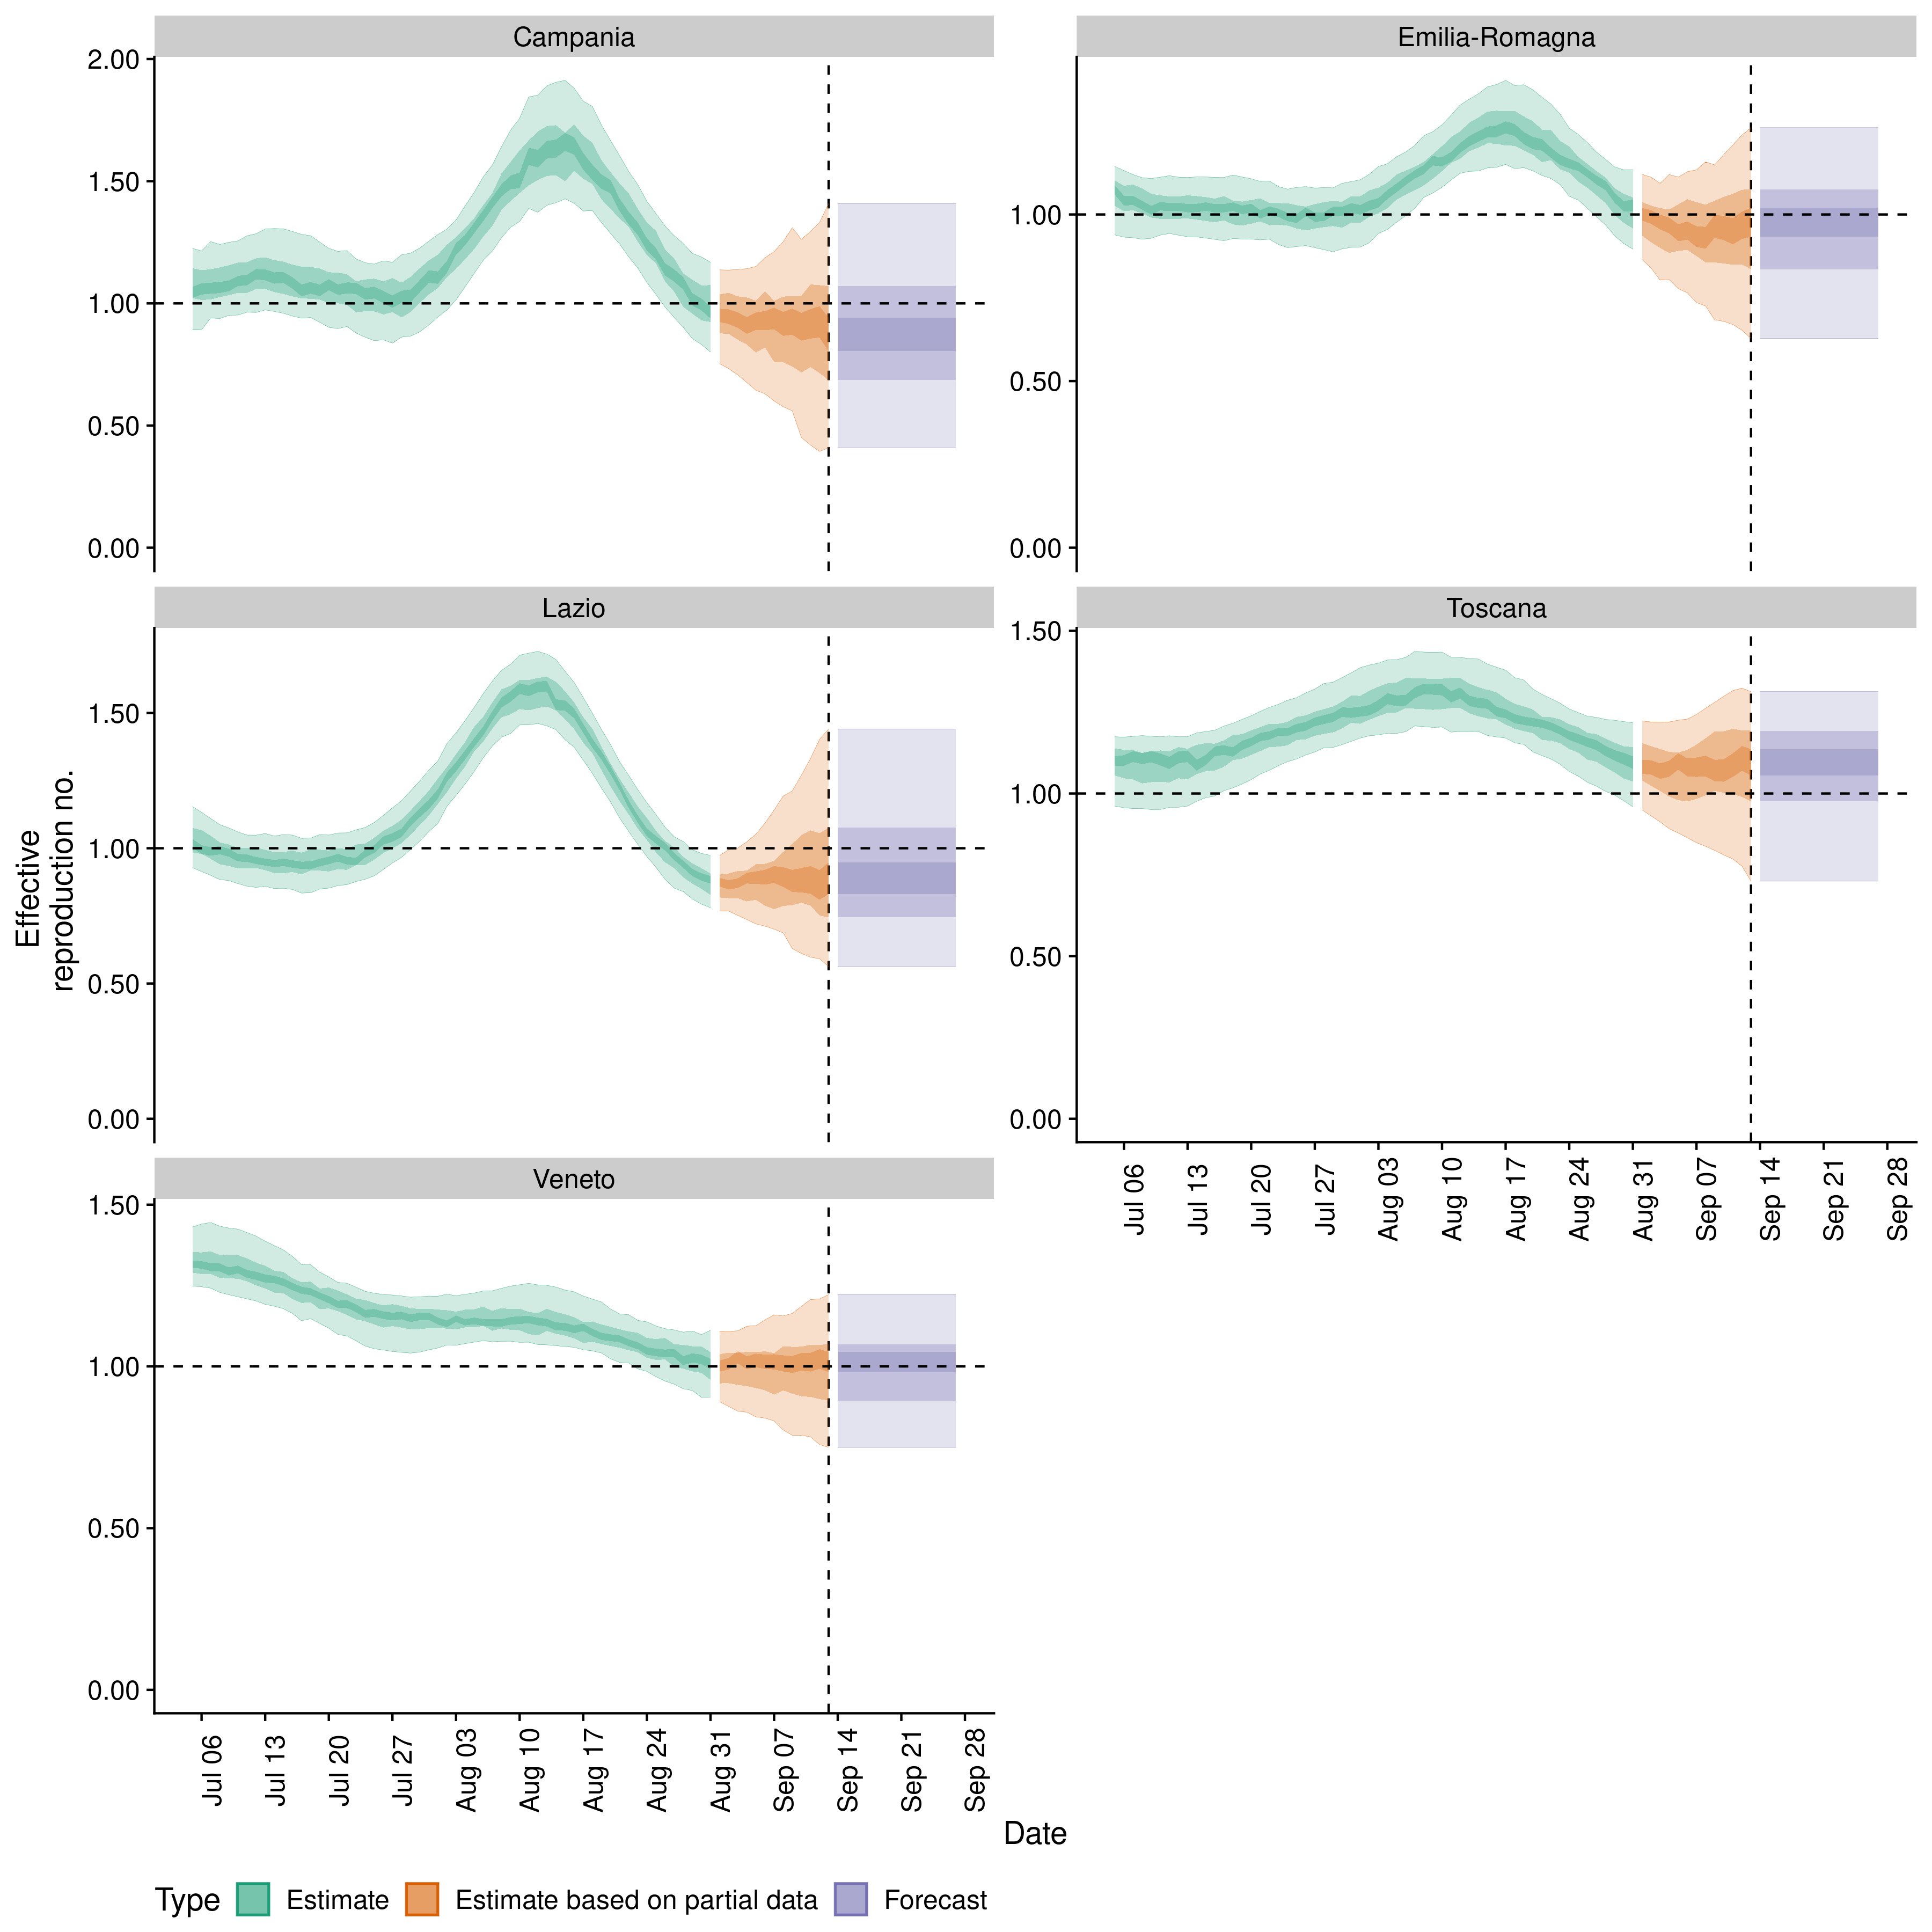 Campania
2.00
1.50
1.00
0.50
0.00
Emilia-Romagna
1.00
0.50
0.00
Lazio
1.50
1.00
0.50
0.00
Toscana
1.50
1.00
0.50
0.00
Jul 06
Jul 13
Jul 20
Jul 27
Aug 03
Aug 10
Aug 17
Aug 24
Aug 31
Sep 07
Sep 14
Sep 21
Sep 28
Veneto
1.50
1.00
0.50
0.00
Jul 06
Jul 13
Jul 20
Jul 27
Aug 03
Aug 10
Aug 17
Aug 24
Aug 31
Sep 07
Sep 14
Sep 21
Sep 28
Effective
reproduction no.
Date
Type Estimate Estimate based on partial data Forecast